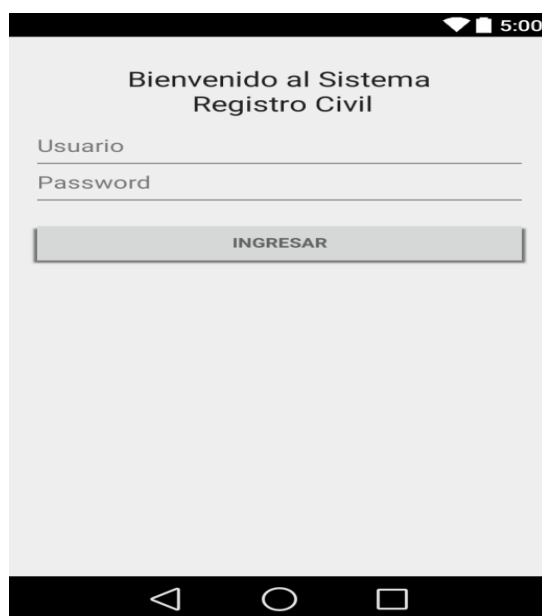 5:00
Bienvenido al Sistema
Registro Civil
Usuario
Password
INGRESAR